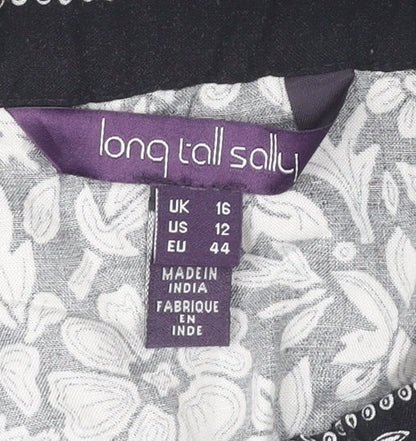 long tall sally
UK 16
US 12
EU 44
MADE IN
INDIA
FABRIQUE
EN
INDE